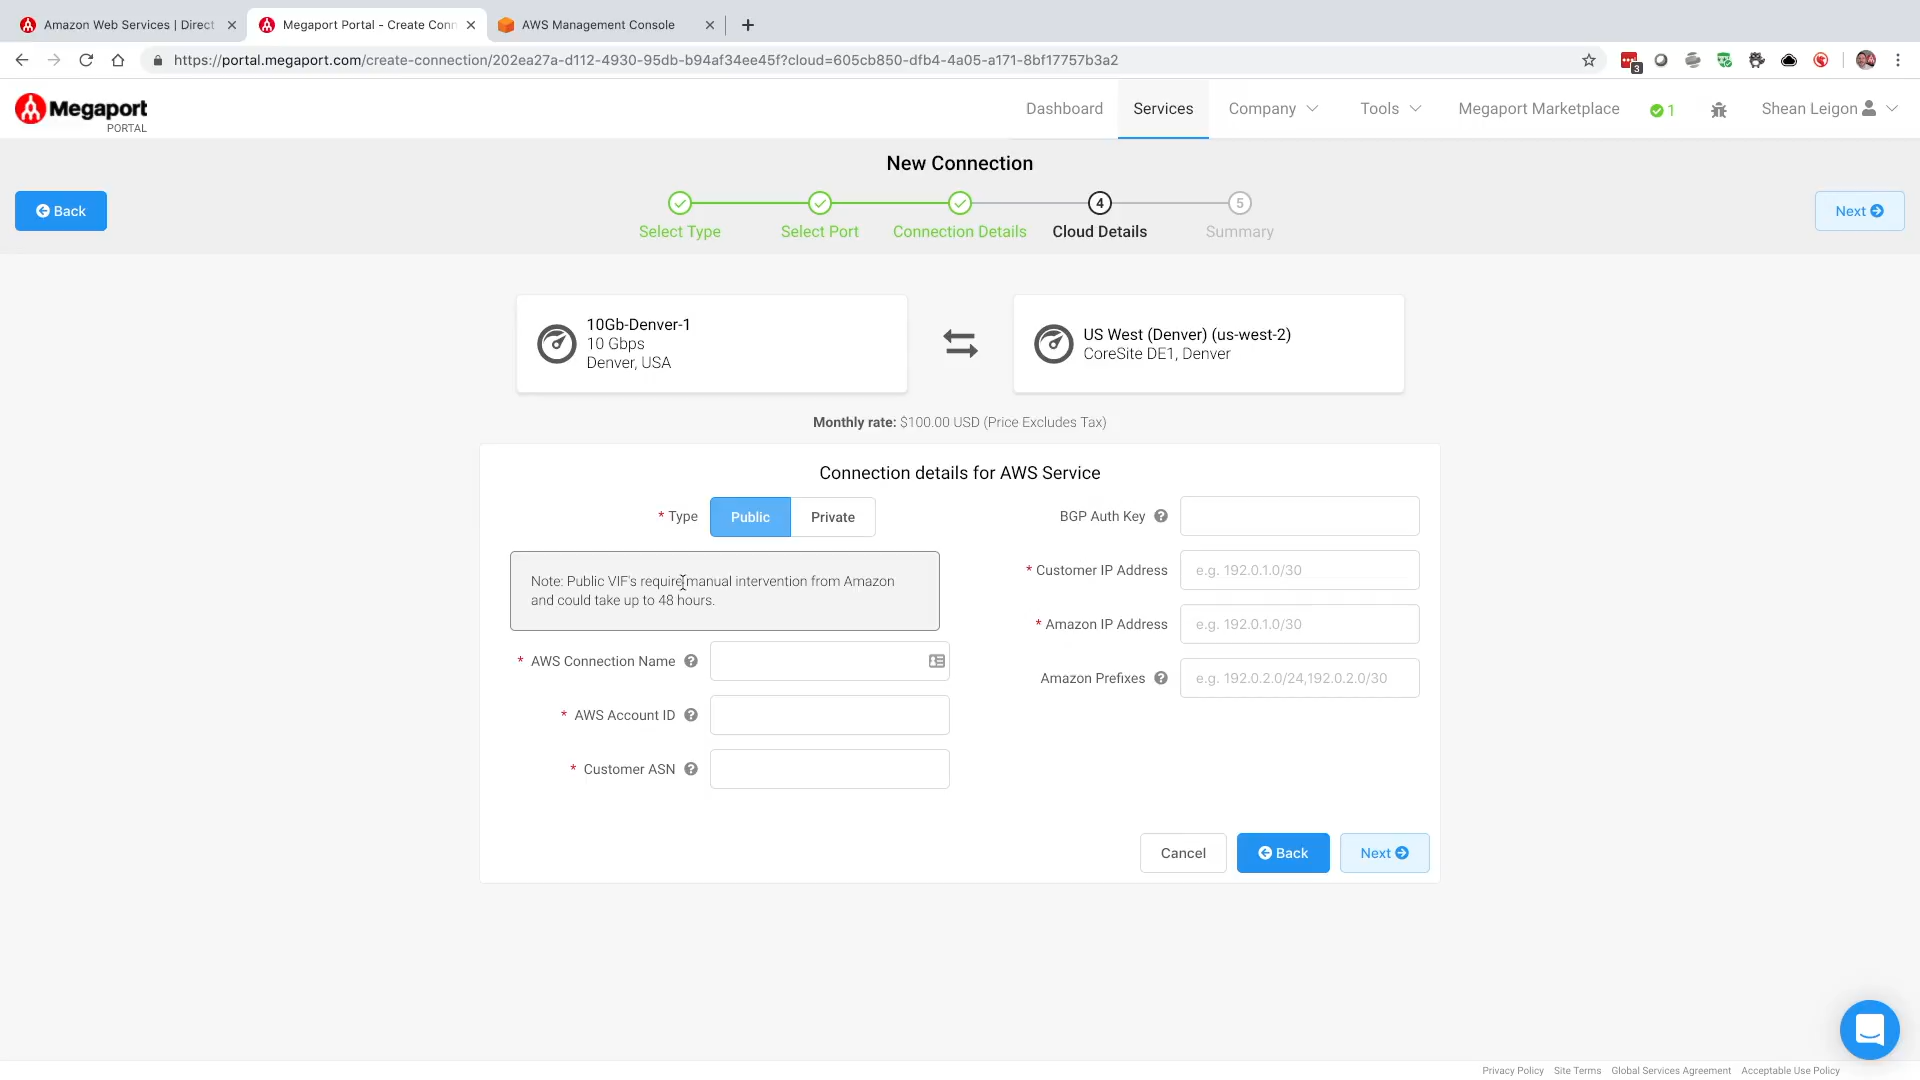 Amazon Web Services | Direct
Megaport Portal - Create Conn
AWS Management Console
https://portal.megaport.com/create-connection/202ea27a-d112-4930-95db-b94af34ee45f?cloud=605cb850-dfb4-4a05-a171-8bf17757b3a2
3
Megaport
PORTAL
Dashboard
Services
Company
Tools
Megaport Marketplace
1
Shean Leigon
New Connection
Back
4
5
Next
Select Type
Select Port
Connection Details
Cloud Details
Summary
10Gb-Denver-1
10 Gbps
Denver, USA
US West (Denver) (us-west-2)
CoreSite DE1, Denver
Monthly rate: $100.00 USD (Price Excludes Tax)
Connection details for AWS Service
* Type
Public
Private
Note: Public VIF's require manual intervention from Amazon
and could take up to 48 hours.
* AWS Connection Name
* AWS Account ID
* Customer ASN
BGP Auth Key
* Customer IP Address
e.g. 192.0.1.0/30
* Amazon IP Address
e.g. 192.0.1.0/30
Amazon Prefixes
e.g. 192.0.2.0/24,192.0.2.0/30
Cancel
Back
Next
Privacy Policy
Site Terms
Global Services Agreement
Acceptable Use Policy